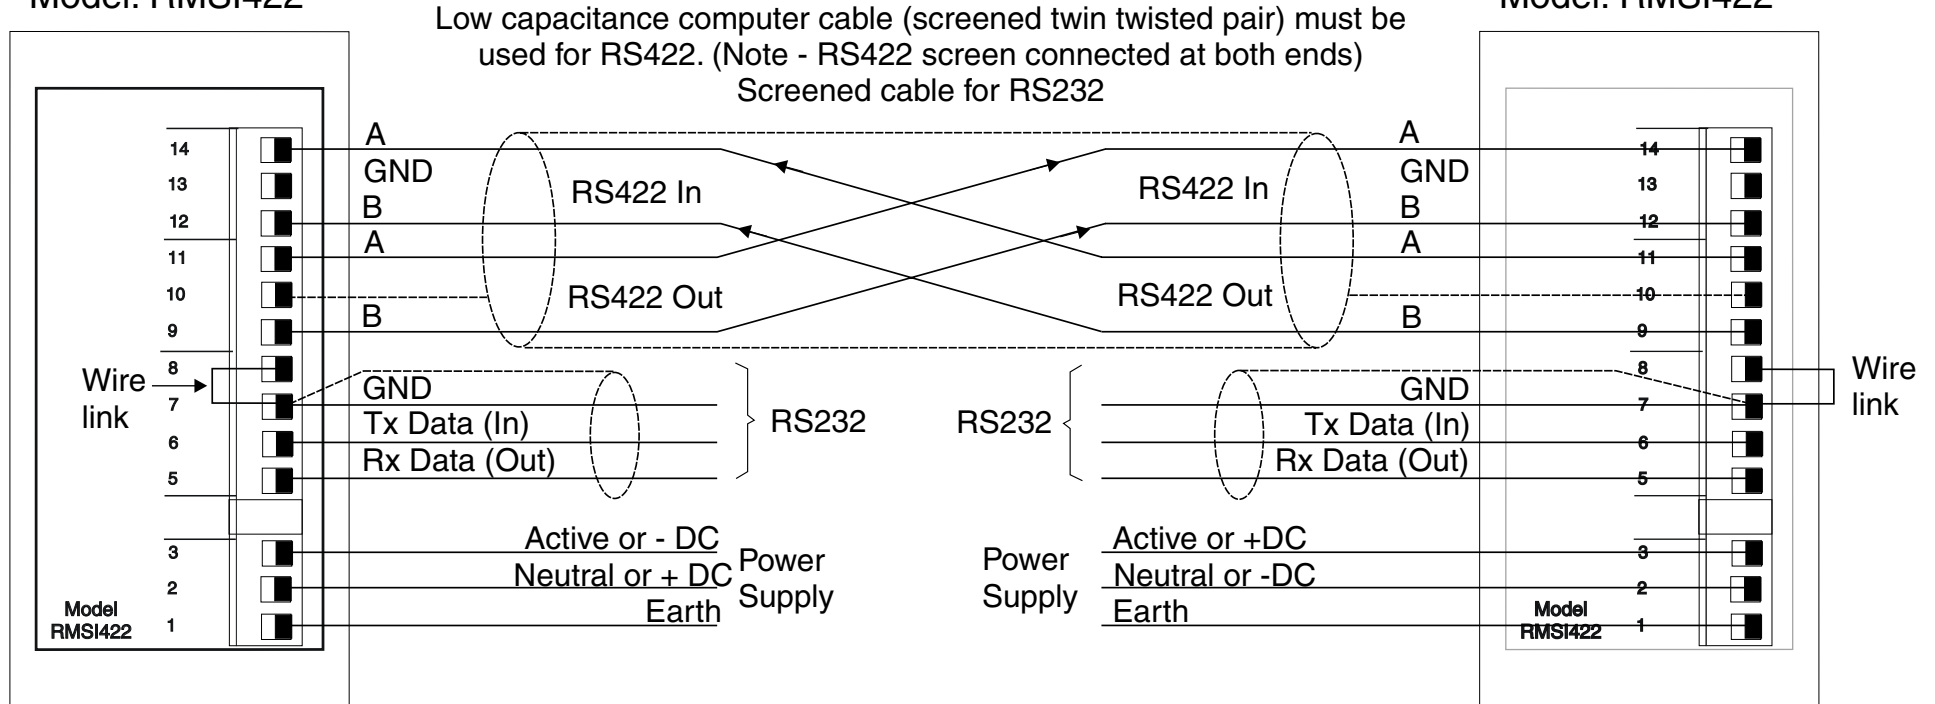 Model: RMSI422
Model: RMSI422
Low capacitance computer cable (screened twin twisted pair) must be
used for RS422. (Note - RS422 screen connected at both ends)
Screened cable for RS232
14
13
12
11
10
9
8
7
6
5
3
2
1
Wire
link
Model
RMSI422
A
GND
B
A
B
RS422 In
RS422 Out
GND
Tx Data (In)
Rx Data (Out)
RS232
Active or - DC
Neutral or + DC
Earth
Power
Supply
RS422 In
RS422 Out
A
GND
B
A
B
RS232
GND
Tx Data (In)
Rx Data (Out)
Power
Supply
Active or +DC
Neutral or -DC
Earth
14
13
12
11
10
9
8
7
6
5
3
2
1
Model
RMSI422
Wire
link